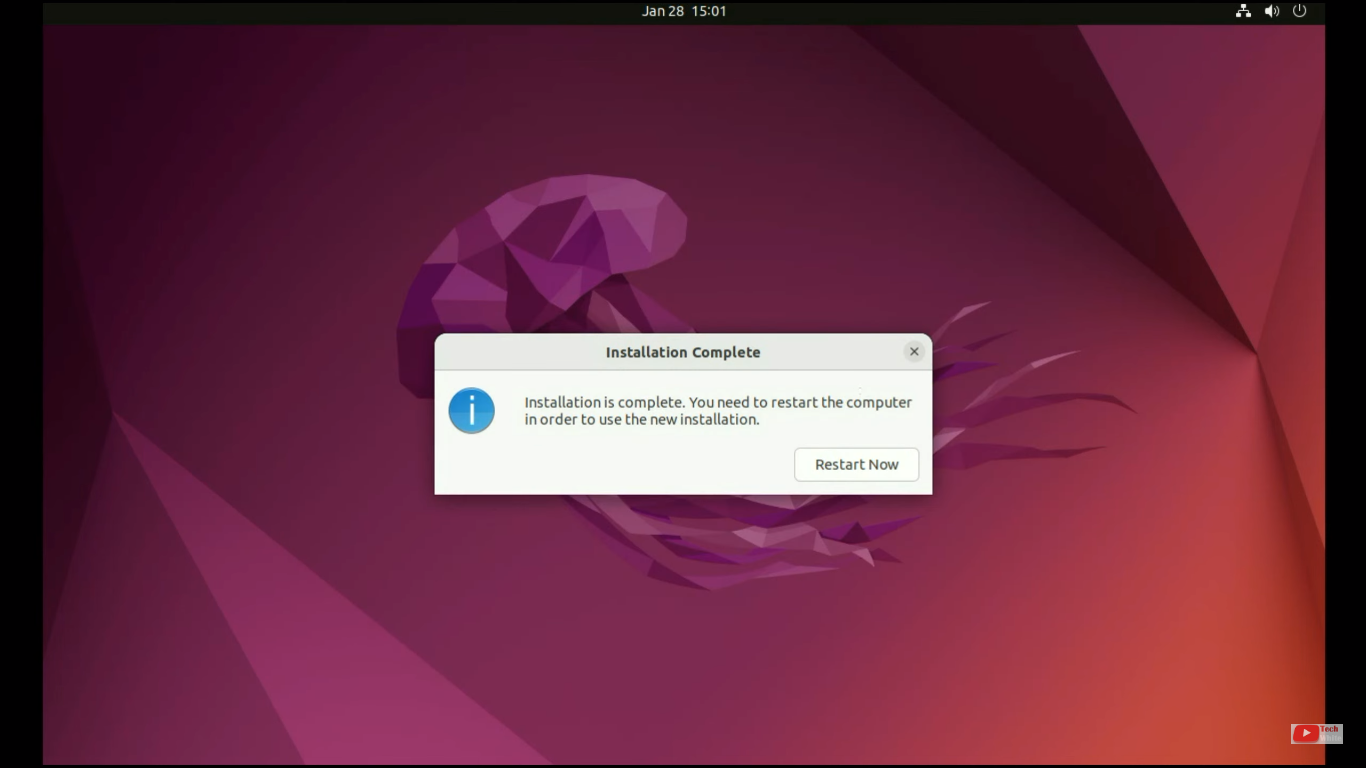 Jan 28 15:01
Installation Complete
Installation is complete. You need to restart the computer
in order to use the new installation.
Restart Now
Tech